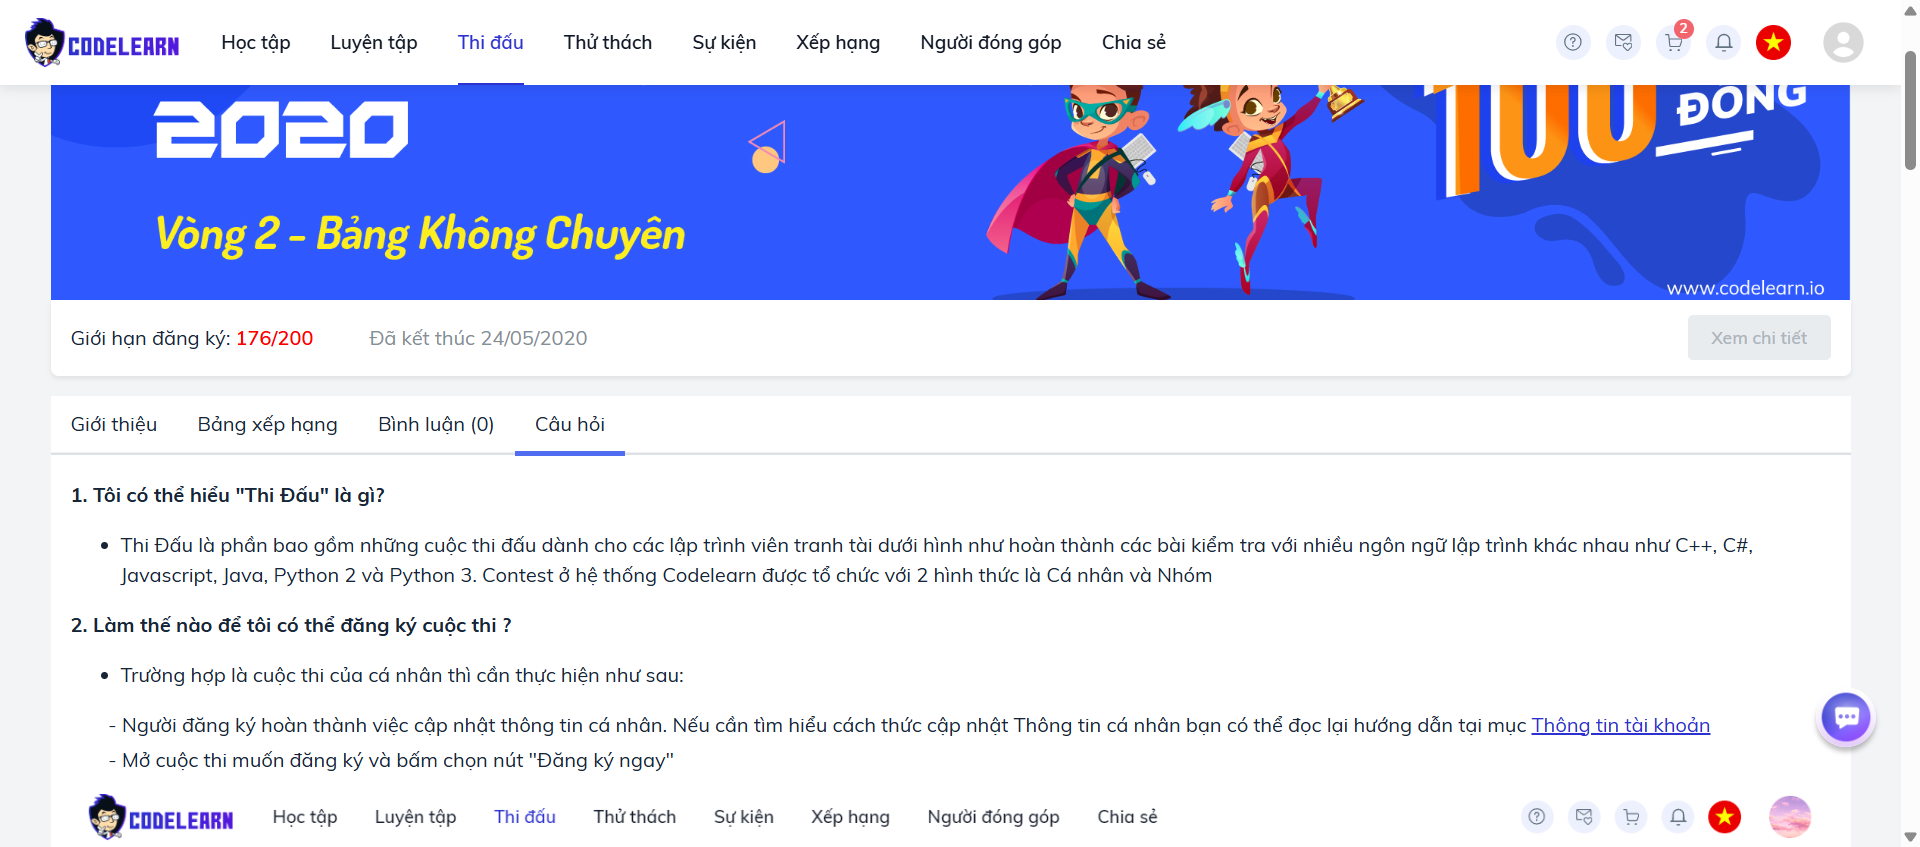 CODELEARN
Học tập
Luyện tập
Thi đấu
Thử thách
Sự kiện
Xếp hạng
Người đóng góp
Chia sẻ
2
2020
Vòng 2 - Bảng Không Chuyên
100
ĐỒNG
www.codelearn.io
Giới hạn đăng ký: 176/200
Đã kết thúc 24/05/2020
Xem chi tiết
Giới thiệu
Bảng xếp hạng
Bình luận (0)
Câu hỏi
1. Tôi có thể hiểu "Thi Đấu" là gì?
Thi Đấu là phần bao gồm những cuộc thi đấu dành cho các lập trình viên tranh tài dưới hình như hoàn thành các bài kiểm tra với nhiều ngôn ngữ lập trình khác nhau như C++, C#,
Javascript, Java, Python 2 và Python 3. Contest ở hệ thống Codelearn được tổ chức với 2 hình thức là Cá nhân và Nhóm
2. Làm thế nào để tôi có thể đăng ký cuộc thi ?
Trường hợp là cuộc thi của cá nhân thì cần thực hiện như sau:
- Người đăng ký hoàn thành việc cập nhật thông tin cá nhân. Nếu cần tìm hiểu cách thức cập nhật Thông tin cá nhân bạn có thể đọc lại hướng dẫn tại mục Thông tin tài khoản
- Mở cuộc thi muốn đăng ký và bấm chọn nút "Đăng ký ngay"
CODELEARN
Học tập
Luyện tập
Thi đấu
Thử thách
Sự kiện
Xếp hạng
Người đóng góp
Chia sẻ